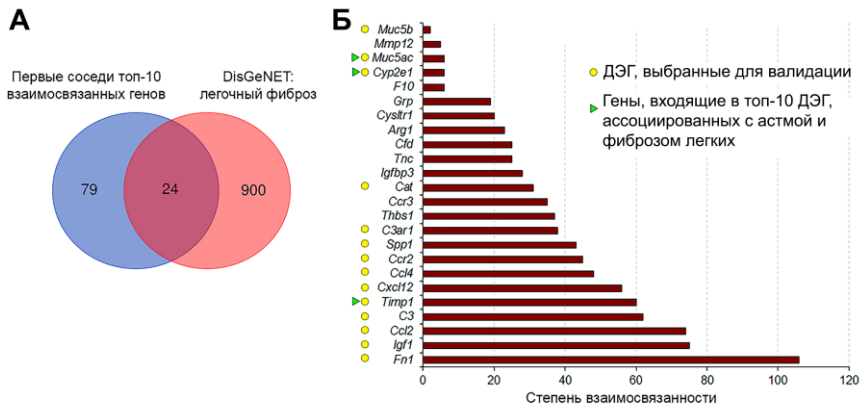 А
Первые соседи топ-10
взаимосвязанных генов
DisGeNET:
легочный фиброз
79
24
900
Б
Muc5b
Mmp12
Muc5ac
Cyp2e1
F10
Grp
Cysltr1
Arg1
Cfd
Tnc
Igfbp3
Cat
Ccr3
Thbs1
C3ar1
Spp1
Ccr2
Ccl4
Cxcl12
Timp1
C3
Ccl2
Igf1
Fn1
ДЭГ, выбранные для валидации
Гены, входящие в топ-10 ДЭГ,
ассоциированных с астмой и
фиброзом легких
0 20 40 60 80 100 120
Степень взаимосвязанности